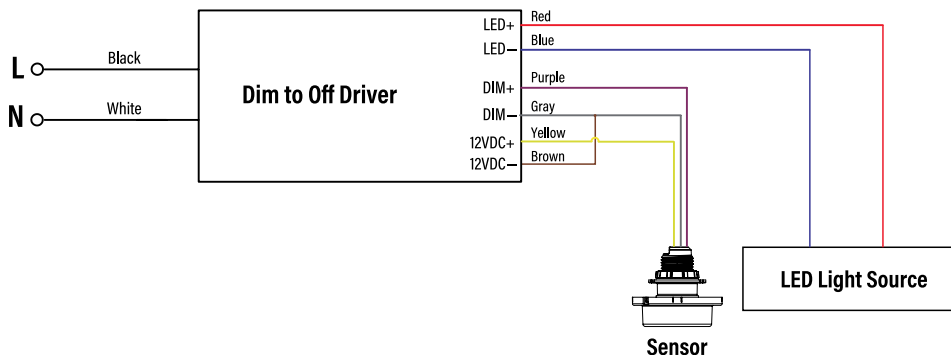 L
Black
N
White
Dim to Off Driver
LED+
Red
LED−
Blue
DIM+
Purple
DIM−
Gray
12VDC+
Yellow
12VDC−
Brown
LED Light Source
Sensor